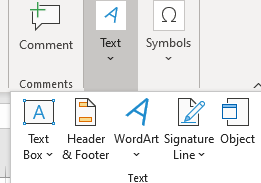 Comment
Text
Symbols
Comments
Text
Box
Header
& Footer
WordArt
Signature
Line
Object
Text